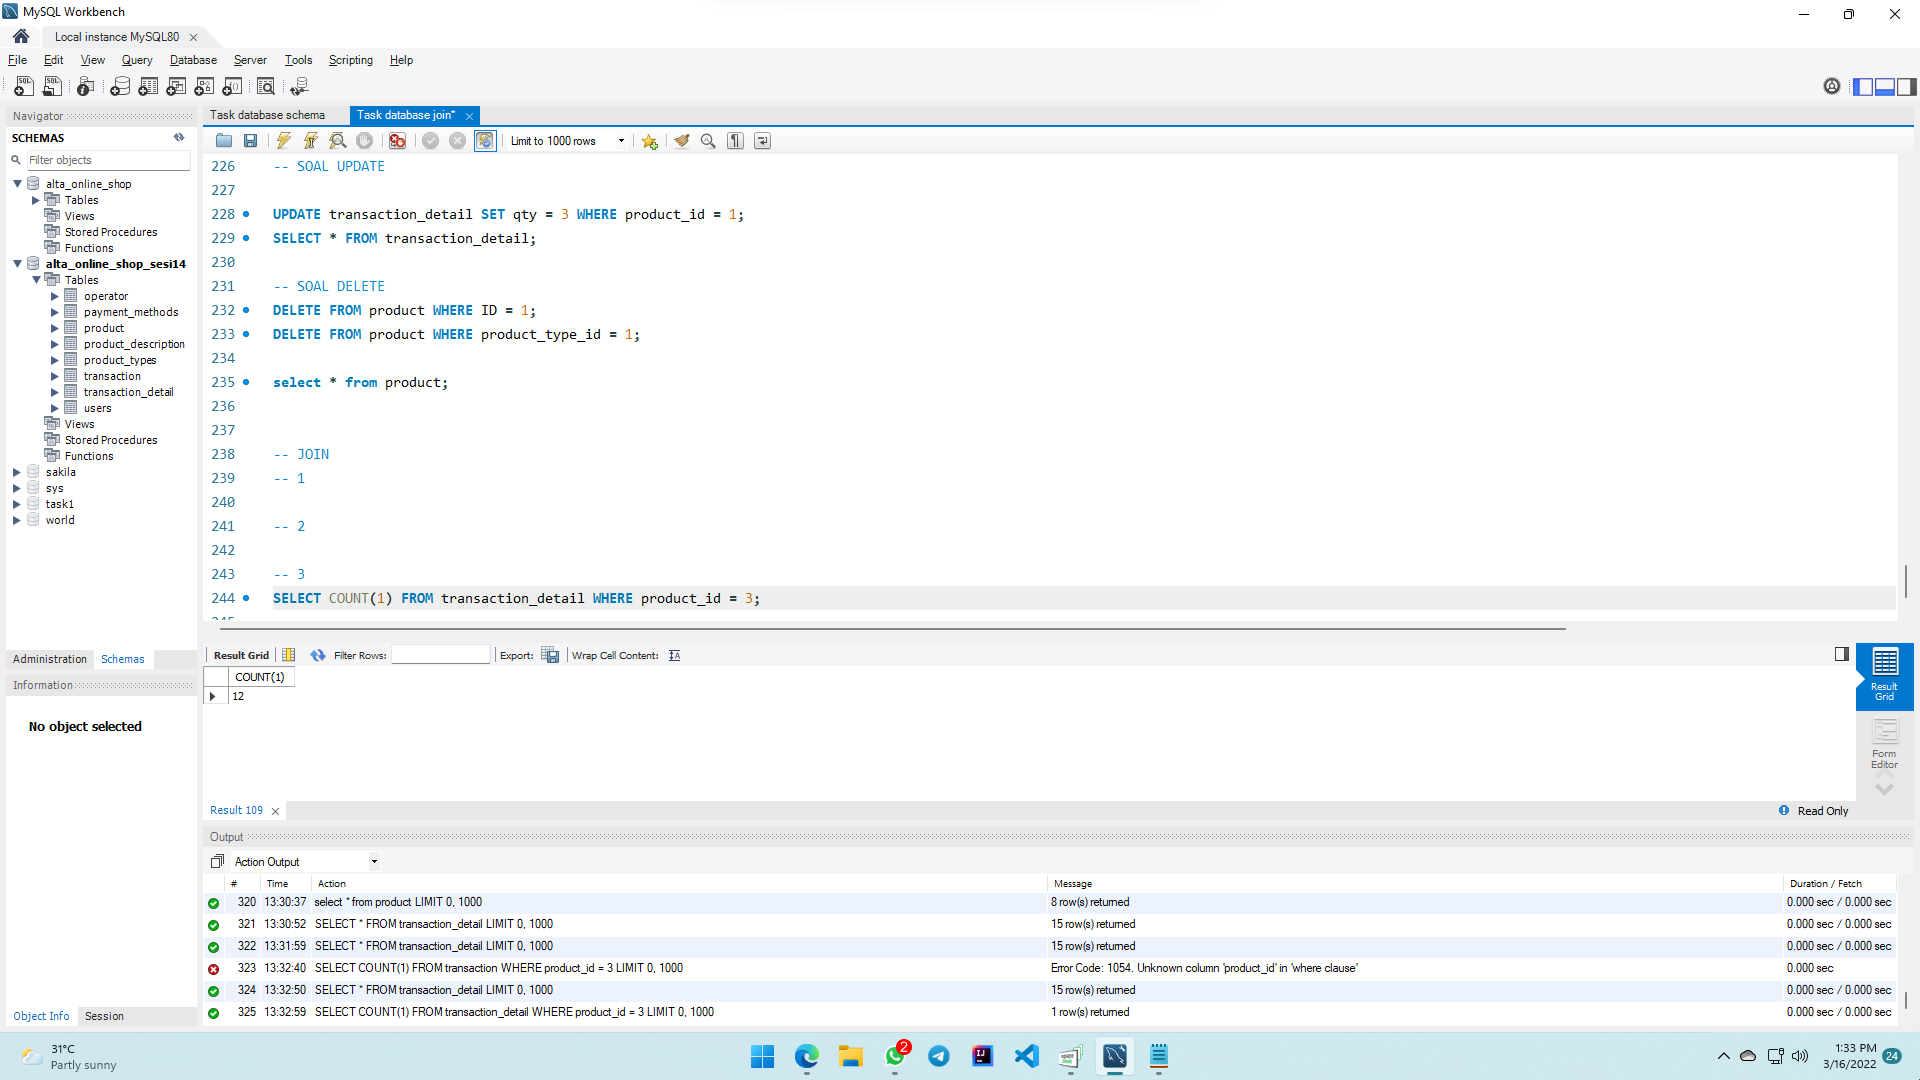 MySQL Workbench
Local instance MySQL80
File Edit View Query Database Server Tools Scripting Help
Navigator
SCHEMAS
Filter objects
alta_online_shop
Tables
Views
Stored Procedures
Functions
alta_online_shop_sesi14
Tables
operator
payment_methods
product
product_description
product_types
transaction
transaction_detail
users
Views
Stored Procedures
Functions
sakila
sys
task1
world
Administration Schemas
Information
No object selected
Object Info Session
Task database schema Task database join*
Limit to 1000 rows
226 -- SOAL UPDATE
227
228 UPDATE transaction_detail SET qty = 3 WHERE product_id = 1;
229 SELECT * FROM transaction_detail;
230
231 -- SOAL DELETE
232 DELETE FROM product WHERE ID = 1;
233 DELETE FROM product WHERE product_type_id = 1;
234
235 select * from product;
236
237
238 -- JOIN
239 -- 1
240
241 -- 2
242
243 -- 3
244 SELECT COUNT(1) FROM transaction_detail WHERE product_id = 3;
Result Grid Filter Rows: Export: Wrap Cell Content:
COUNT(1)
12
Result Grid
Form Editor
Result 109
Read Only
Output
Action Output
# Time Action Message Duration / Fetch
320 13:30:37 select * from product LIMIT 0, 1000 8 row(s) returned 0.000 sec / 0.000 sec
321 13:30:52 SELECT * FROM transaction_detail LIMIT 0, 1000 15 row(s) returned 0.000 sec / 0.000 sec
322 13:31:59 SELECT * FROM transaction_detail LIMIT 0, 1000 15 row(s) returned 0.000 sec / 0.000 sec
323 13:32:40 SELECT COUNT(1) FROM transaction WHERE product_id = 3 LIMIT 0, 1000 Error Code: 1054. Unknown column 'product_id' in 'where clause' 0.000 sec
324 13:32:50 SELECT * FROM transaction_detail LIMIT 0, 1000 15 row(s) returned 0.000 sec / 0.000 sec
325 13:32:59 SELECT COUNT(1) FROM transaction_detail WHERE product_id = 3 LIMIT 0, 1000 1 row(s) returned 0.000 sec / 0.000 sec
31°C
Partly sunny
2
1:33 PM
3/16/2022
24